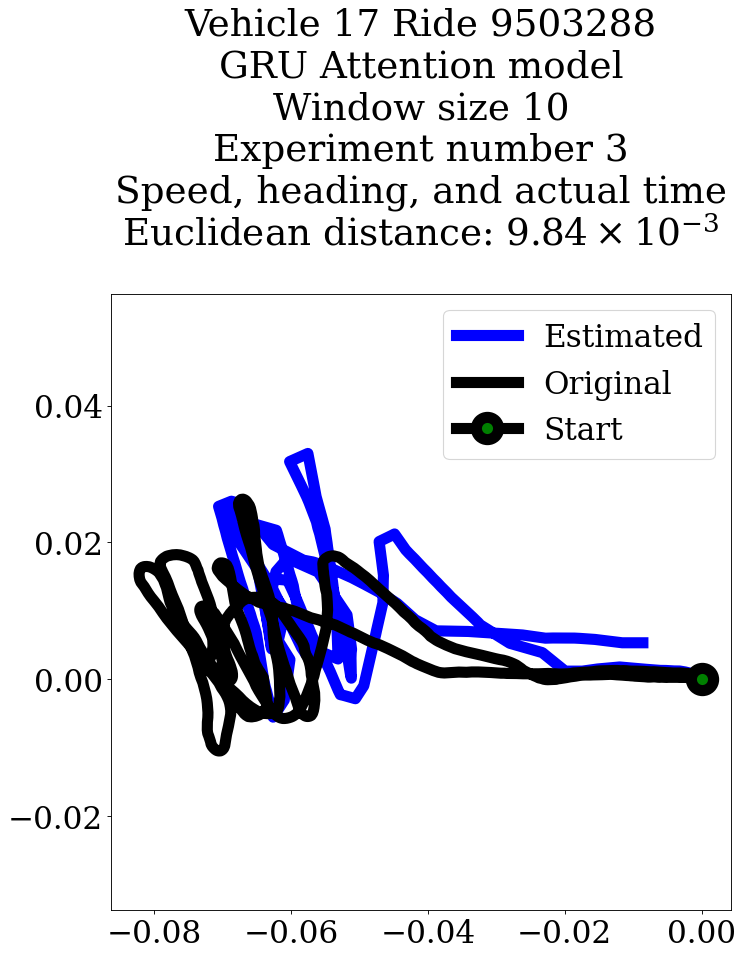 Vehicle 17 Ride 9503288
GRU Attention model
Window size 10
Experiment number 3
Speed, heading, and actual time
Euclidean distance: 9.84 × 10⁻³
Estimated
Original
Start
0.04
0.02
0.00
−0.02
−0.08 −0.06 −0.04 −0.02 0.00